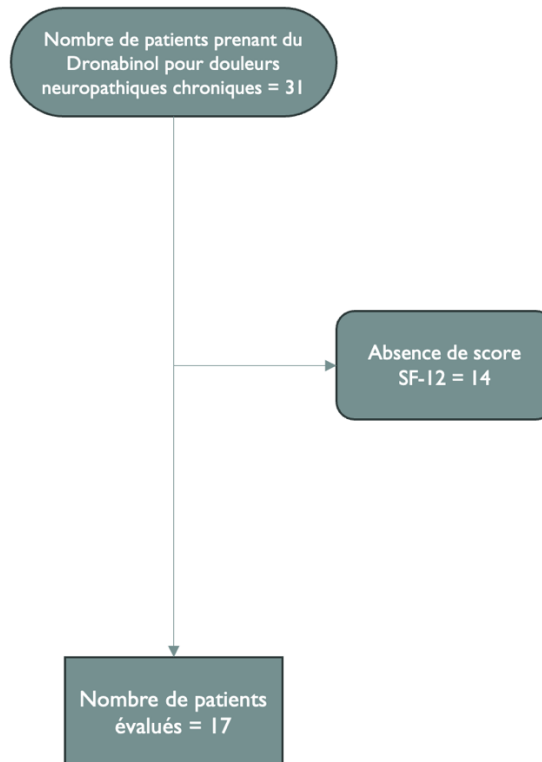 Nombre de patients prenant du
Dronabinol pour douleurs
neuropathiques chroniques = 31
Absence de score
SF-12 = 14
Nombre de patients
évalués = 17